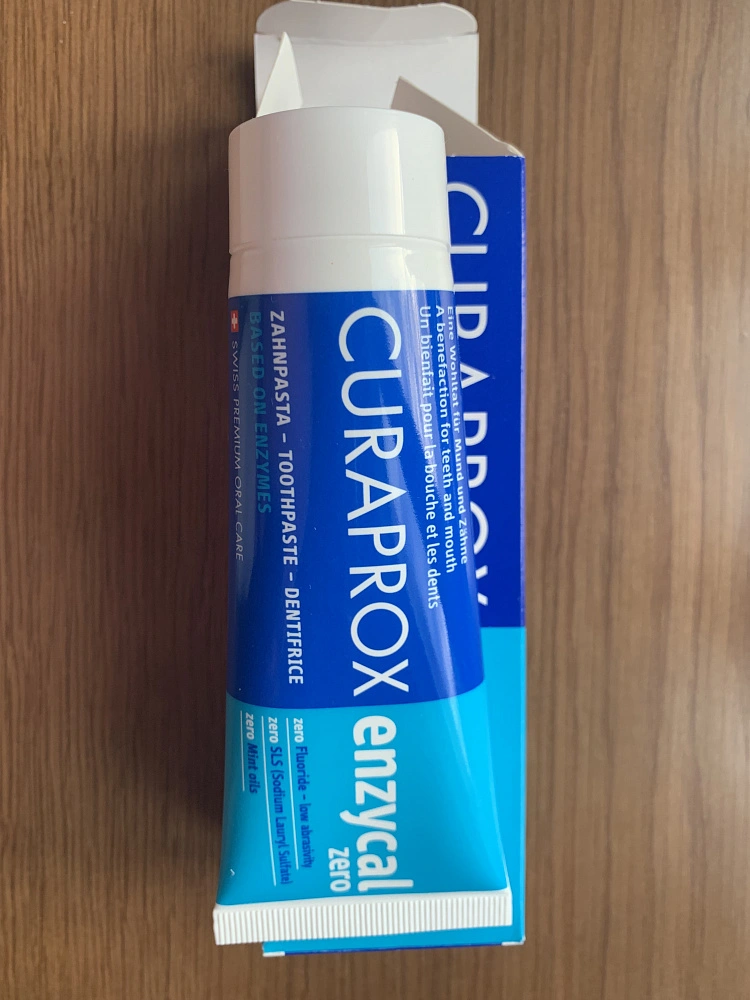 CURAPROX
Eine Wohltat für Mund und Zähne
A benefaction for teeth and mouth
Un bienfait pour la bouche et les dents
CURAPROX enzycal
zero
ZAHNPASTA – TOOTHPASTE – DENTIFRICE
BASED ON ENZYMES
SWISS PREMIUM ORAL CARE
zero Fluoride – low abrasivity
zero SLS (Sodium Lauryl Sulfate)
zero Mint oils